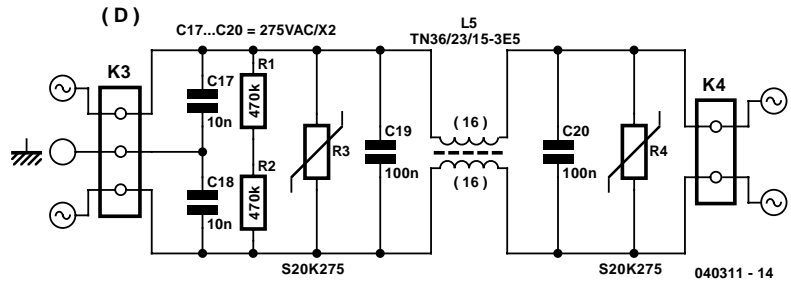 (D)
C17...C20 = 275VAC/X2
L5
TN36/23/15-3E5
K3
C17
10n
R1
470k
C18
10n
R2
470k
R3
S20K275
C19
100n
(16)
(16)
C20
100n
R4
S20K275
K4
040311 - 14